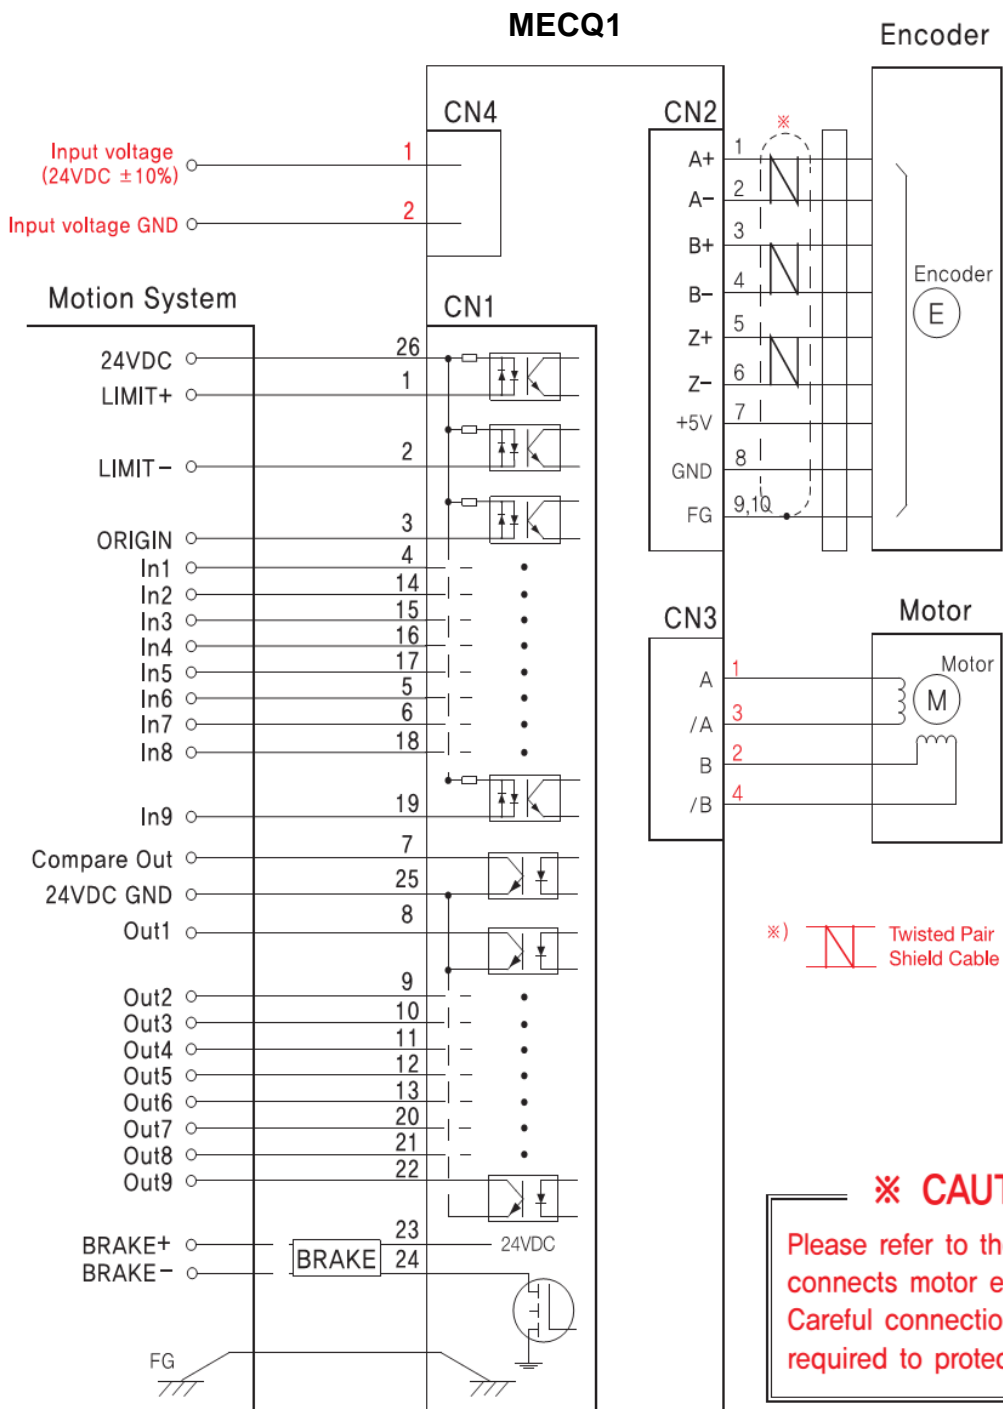 MECQ1
Encoder
CN4
Input voltage
(24VDC ±10%)
1
Input voltage GND
2
CN2
※
A+ 1
A- 2
B+ 3
B- 4
Z+ 5
Z- 6
+5V 7
GND 8
FG 9,10
Encoder
E
Motion System
CN1
24VDC 26
LIMIT+ 1
LIMIT- 2
ORIGIN 3
In1 4
In2 14
In3 15
In4 16
In5 17
In6 5
In7 6
In8 18
In9 19
Compare Out 7
24VDC GND 25
Out1 8
Out2 9
Out3 10
Out4 11
Out5 12
Out6 13
Out7 20
Out8 21
Out9 22
BRAKE+ 23 24VDC
BRAKE- BRAKE 24
FG
CN3
Motor
A 1
/A 3
B 2
/B 4
Motor
M
※) Twisted Pair
Shield Cable
※ CAUT
Please refer to th
connects motor e
Careful connectio
required to protec